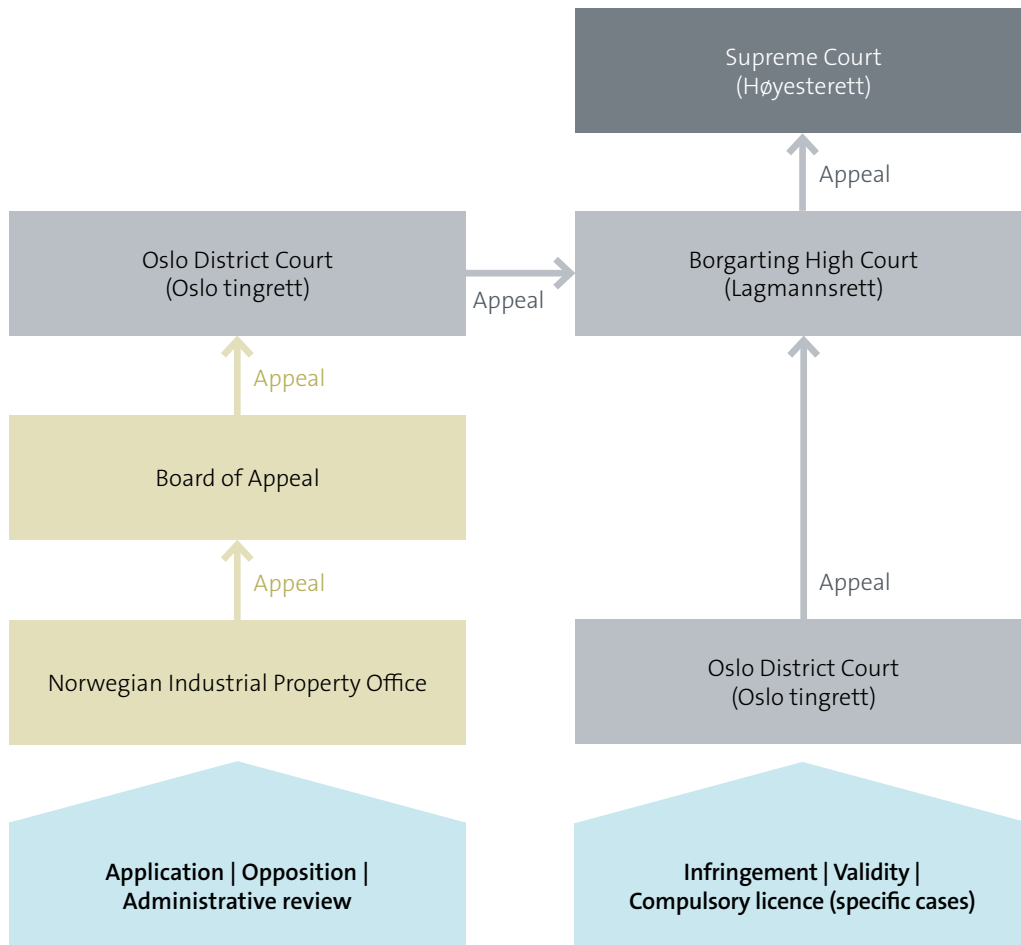 Supreme Court
(Høyesterett)
Appeal
Oslo District Court
(Oslo tingrett)
Appeal
Borgarting High Court
(Lagmannsrett)
Appeal
Board of Appeal
Appeal
Norwegian Industrial Property Office
Appeal
Oslo District Court
(Oslo tingrett)
Application | Opposition |
Administrative review
Infringement | Validity |
Compulsory licence (specific cases)